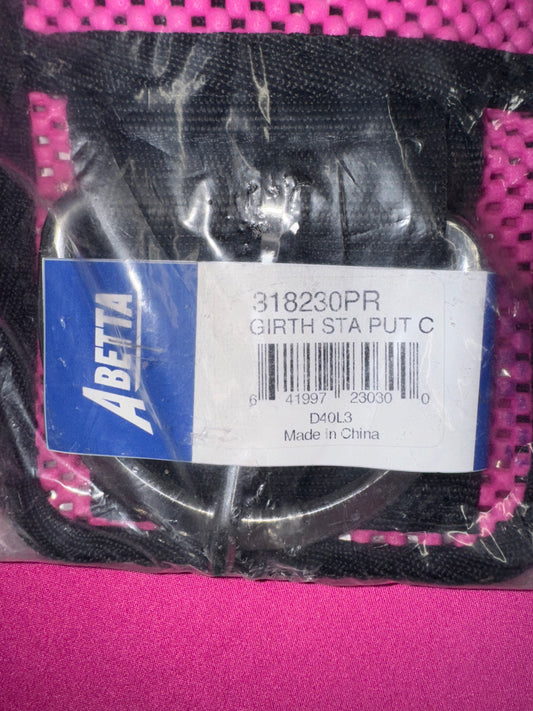 ABETTA
318230PR
GIRTH STA PUT C
6 41997 23030 0
D40L3
Made in China